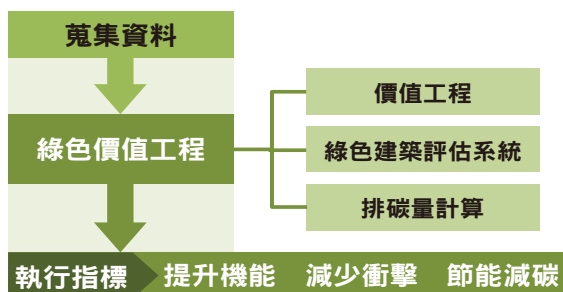 蒐集資料
綠色價值工程
價值工程
綠色建築評估系統
排碳量計算
執行指標 提升機能 減少衝擊 節能減碳